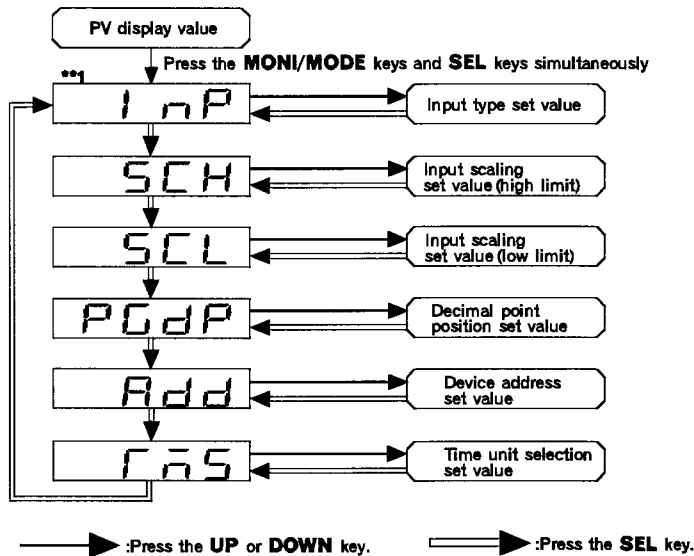 PV display value
Press the MONI/MODE keys and SEL keys simultaneously
**1
InP
Input type set value
SCH
Input scaling
set value (high limit)
SCL
Input scaling
set value (low limit)
PGdP
Decimal point
position set value
Add
Device address
set value
TmS
Time unit selection
set value
:Press the UP or DOWN key.
:Press the SEL key.